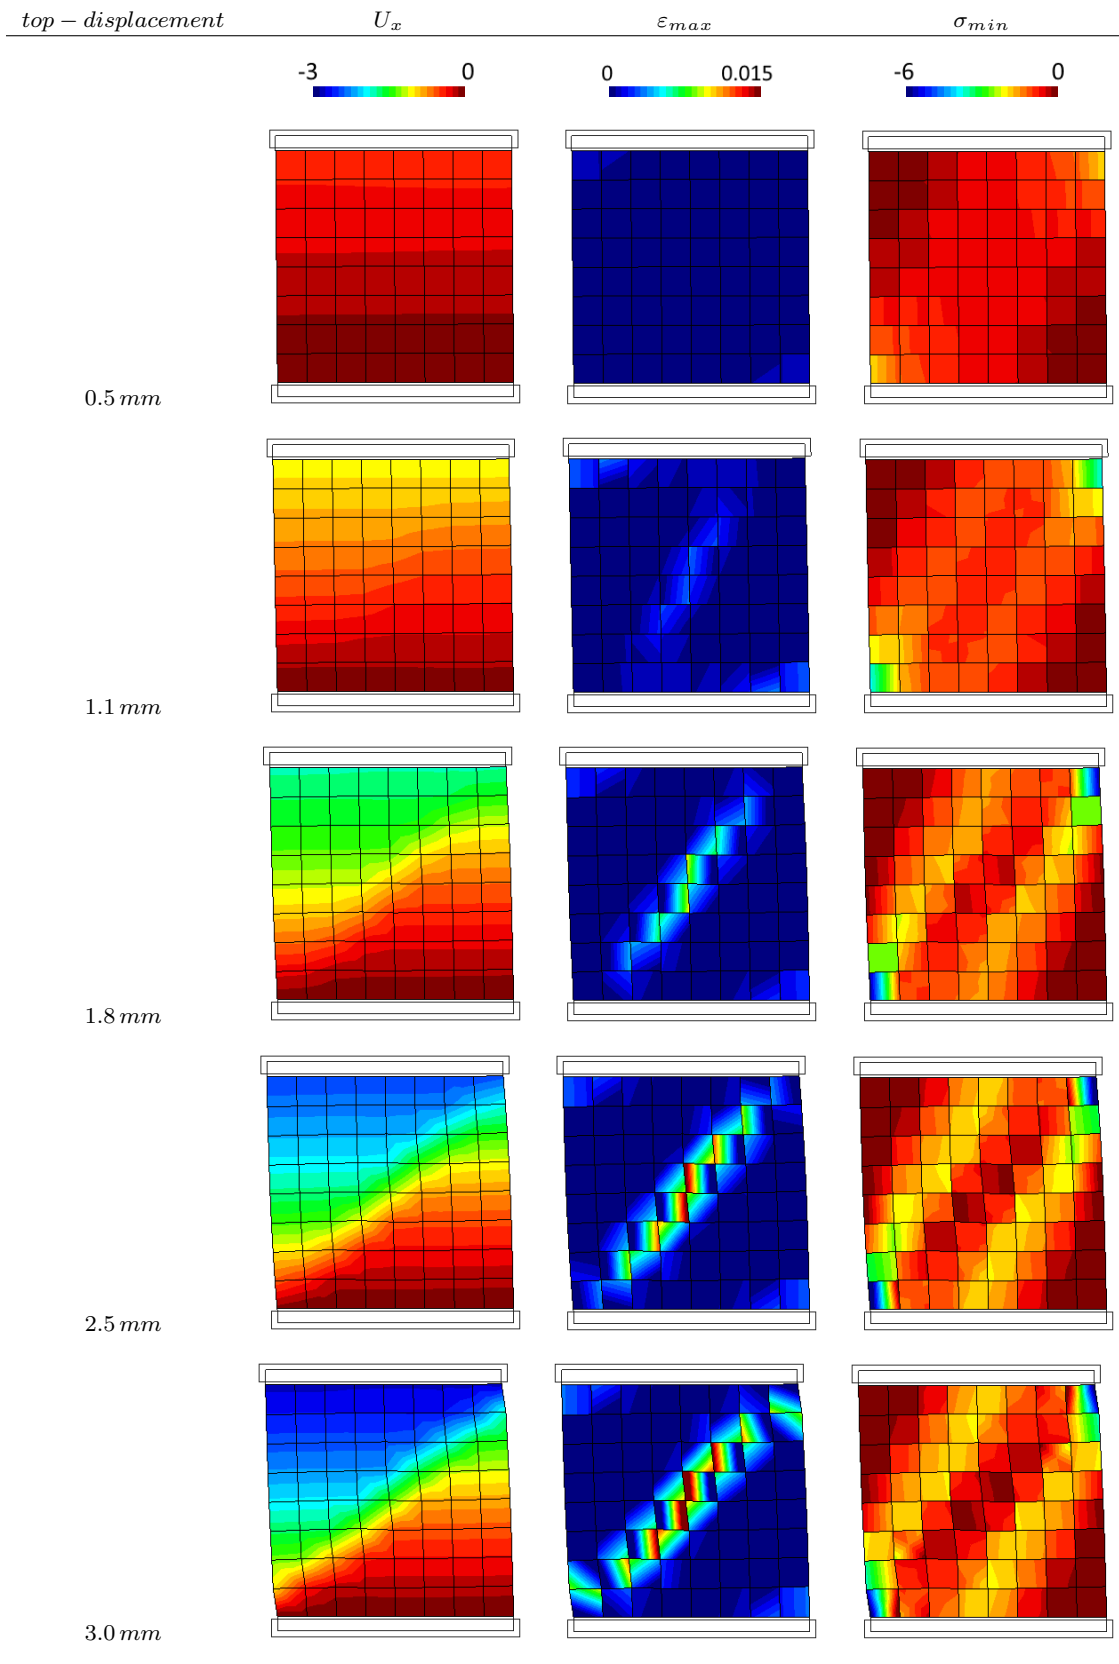 top − displacement U_x ε_max σ_min
-3 0 0 0.015 -6 0
0.5 mm
1.1 mm
1.8 mm
2.5 mm
3.0 mm